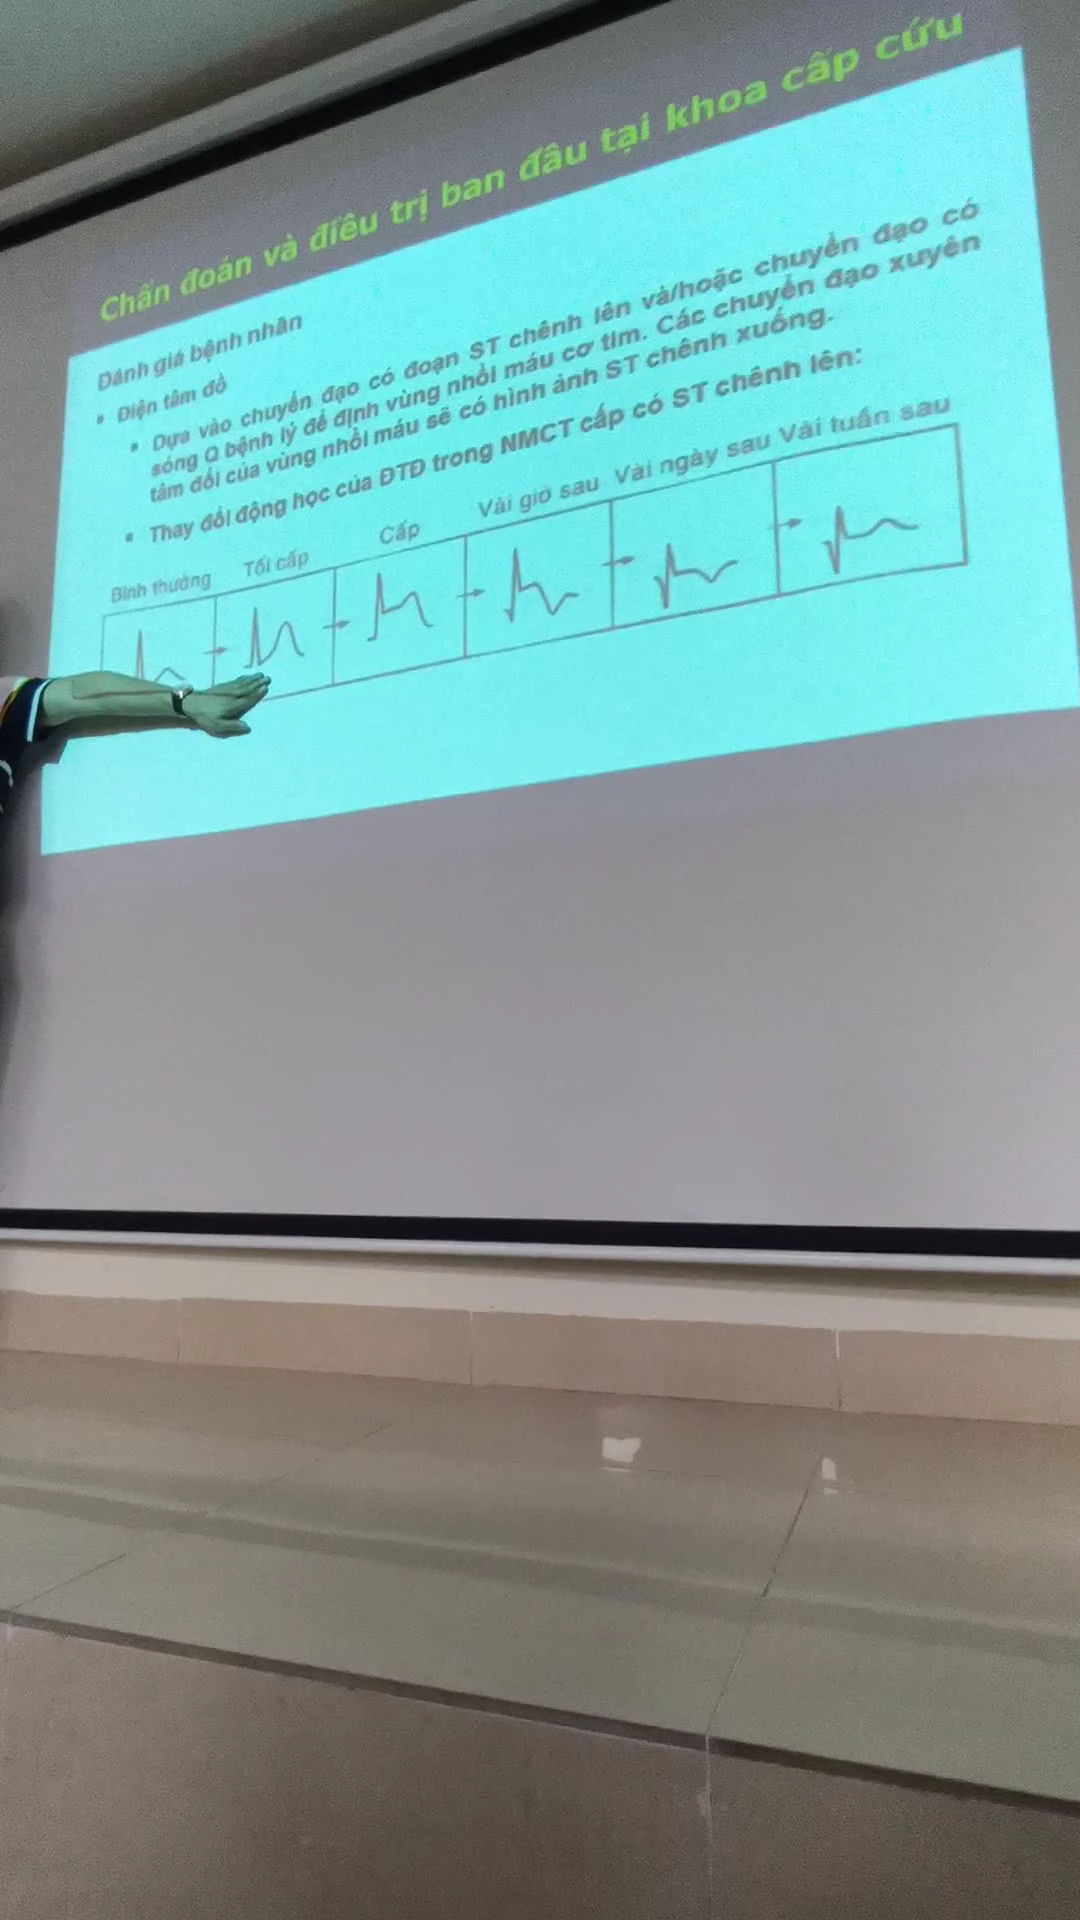 Chẩn đoán và điều trị ban đầu tại khoa cấp cứu
Đánh giá bệnh nhân
Điện tâm đồ
Dựa vào chuyển đạo có đoạn ST chênh lên và/hoặc chuyển đạo có
sóng Q bệnh lý để định vùng nhồi máu cơ tim. Các chuyển đạo xuyên
tâm đối của vùng nhồi máu sẽ có hình ảnh ST chênh xuống.
Thay đổi động học của ĐTĐ trong NMCT cấp có ST chênh lên:
Bình thường Tối cấp Cấp Vài giờ sau Vài ngày sau Vài tuần sau